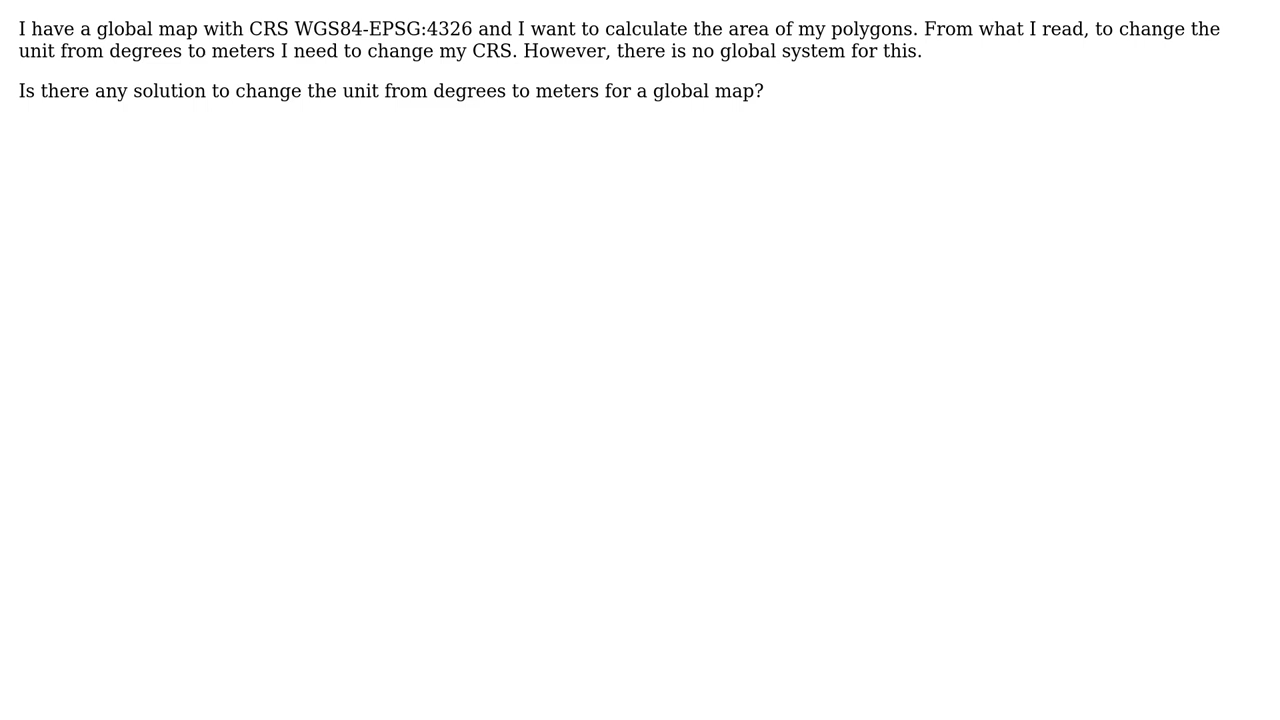 I have a global map with CRS WGS84-EPSG:4326 and I want to calculate the area of my polygons. From what I read, to change the
unit from degrees to meters I need to change my CRS. However, there is no global system for this.
Is there any solution to change the unit from degrees to meters for a global map?